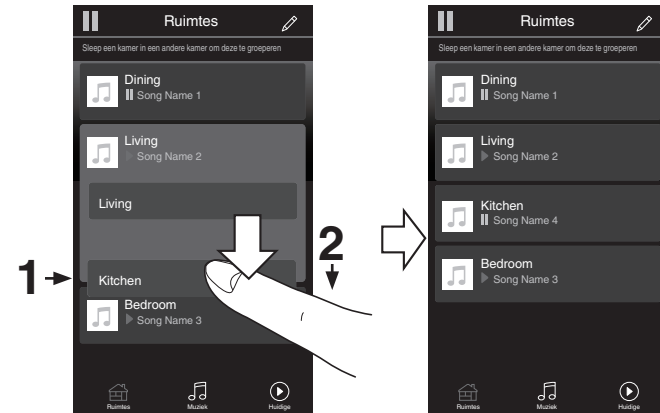 Ruimtes
Sleep een kamer in een andere kamer om deze te groeperen
Dining
Song Name 1
Living
Song Name 2
Living
Kitchen
Bedroom
Song Name 3
Ruimtes
Muziek
Huidige
1
2
Ruimtes
Sleep een kamer in een andere kamer om deze te groeperen
Dining
Song Name 1
Living
Song Name 2
Kitchen
Song Name 4
Bedroom
Song Name 3
Ruimtes
Muziek
Huidige